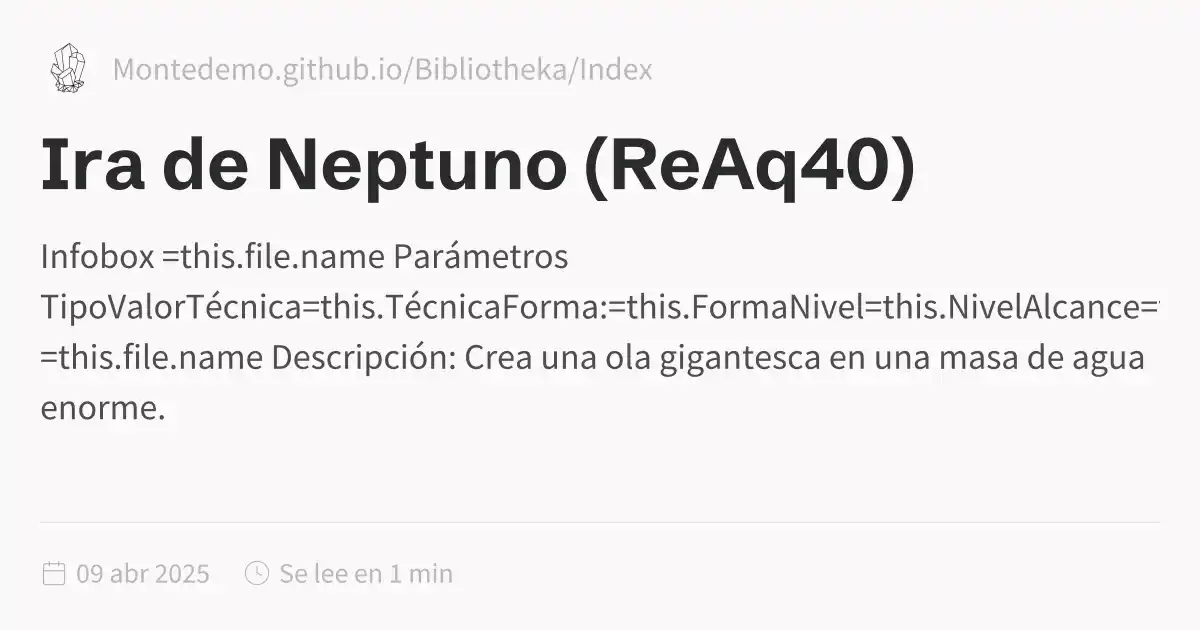 Montedemo.github.io/Bibliotheka/Index
Ira de Neptuno (ReAq40)
Infobox =this.file.name Parámetros
TipoValorTécnica=this.TécnicaForma:=this.FormaNivel=this.NivelAlcance=
=this.file.name Descripción: Crea una ola gigantesca en una masa de agua
enorme.
09 abr 2025 Se lee en 1 min